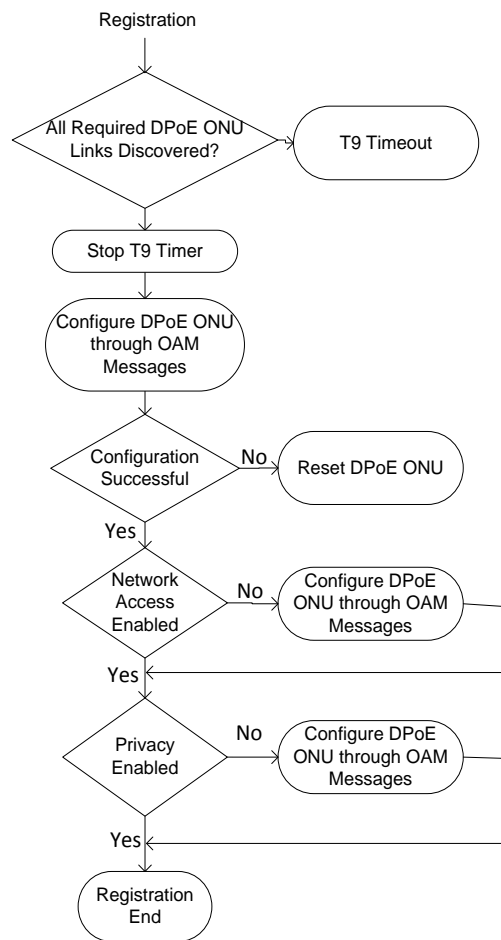 Registration
All Required DPoE ONU
Links Discovered?
T9 Timeout
Stop T9 Timer
Configure DPoE ONU
through OAM
Messages
Configuration
Successful
No
Reset DPoE ONU
Yes
Network
Access
Enabled
No
Configure DPoE
ONU through OAM
Messages
Yes
Privacy
Enabled
No
Configure DPoE
ONU through OAM
Messages
Yes
Registration
End